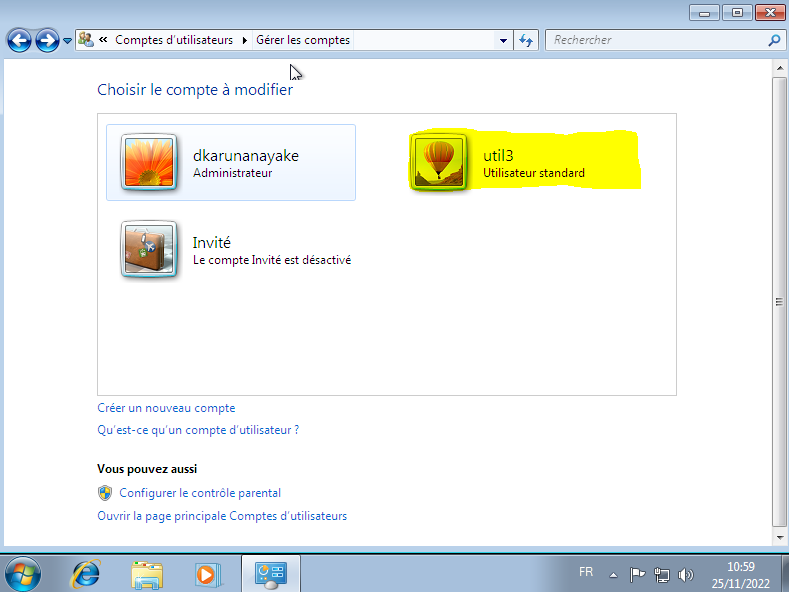 « Comptes d'utilisateurs Gérer les comptes
Rechercher
Choisir le compte à modifier
dkarunanayake
Administrateur
util3
Utilisateur standard
Invité
Le compte Invité est désactivé
Créer un nouveau compte
Qu'est-ce qu'un compte d'utilisateur ?
Vous pouvez aussi
Configurer le contrôle parental
Ouvrir la page principale Comptes d'utilisateurs
FR
10:59
25/11/2022